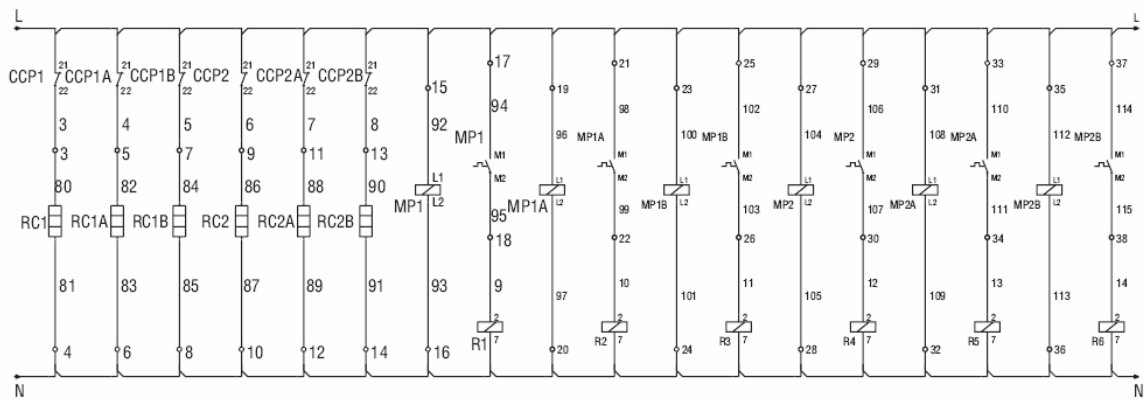 L L
17 21 25 29 33 37
21 21 21 21 21 21
CCP1 CCP1A CCP1B CCP2 CCP2A CCP2B
22 22 22 22 22 22
15 19 23 27 31 35
94 98 102 106 110 114
3 4 5 6 7 8 92
96 100 104 108 112
MP1 MP1A MP1B MP2 MP2A MP2B
3 5 7 9 11 13
M1 M1 M1 M1 M1 M1
M2 M2 M2 M2 M2 M2
80 82 84 86 88 90
L1 L1 L1 L1 L1 L1
L2 L2 L2 L2 L2 L2
MP1 MP1A MP1B MP2 MP2A MP2B
95 99 103 107 111 115
RC1 RC1A RC1B RC2 RC2A RC2B
18 22 26 30 34 38
81 83 85 87 89 91 93 9 10 11 12 13 14
97 101 105 109 113
2 2 2 2 2 2
R1 R2 R3 R4 R5 R6
7 7 7 7 7 7
4 6 8 10 12 14 16 20 24 28 32 36
N N